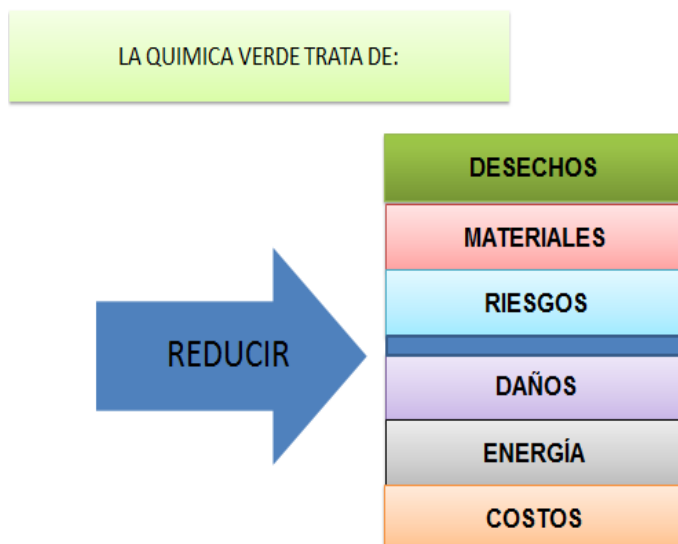 LA QUIMICA VERDE TRATA DE:
REDUCIR
DESECHOS
MATERIALES
RIESGOS
DAÑOS
ENERGÍA
COSTOS